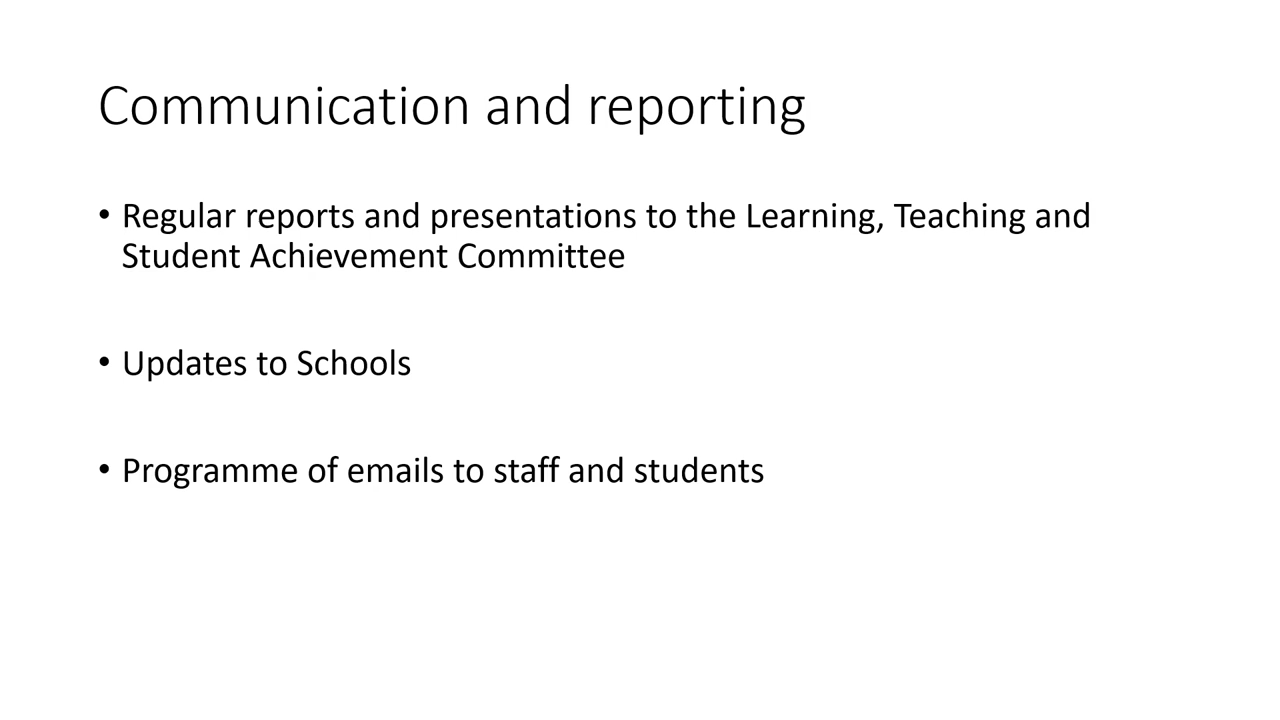 Communication and reporting
• Regular reports and presentations to the Learning, Teaching and
Student Achievement Committee
• Updates to Schools
• Programme of emails to staff and students